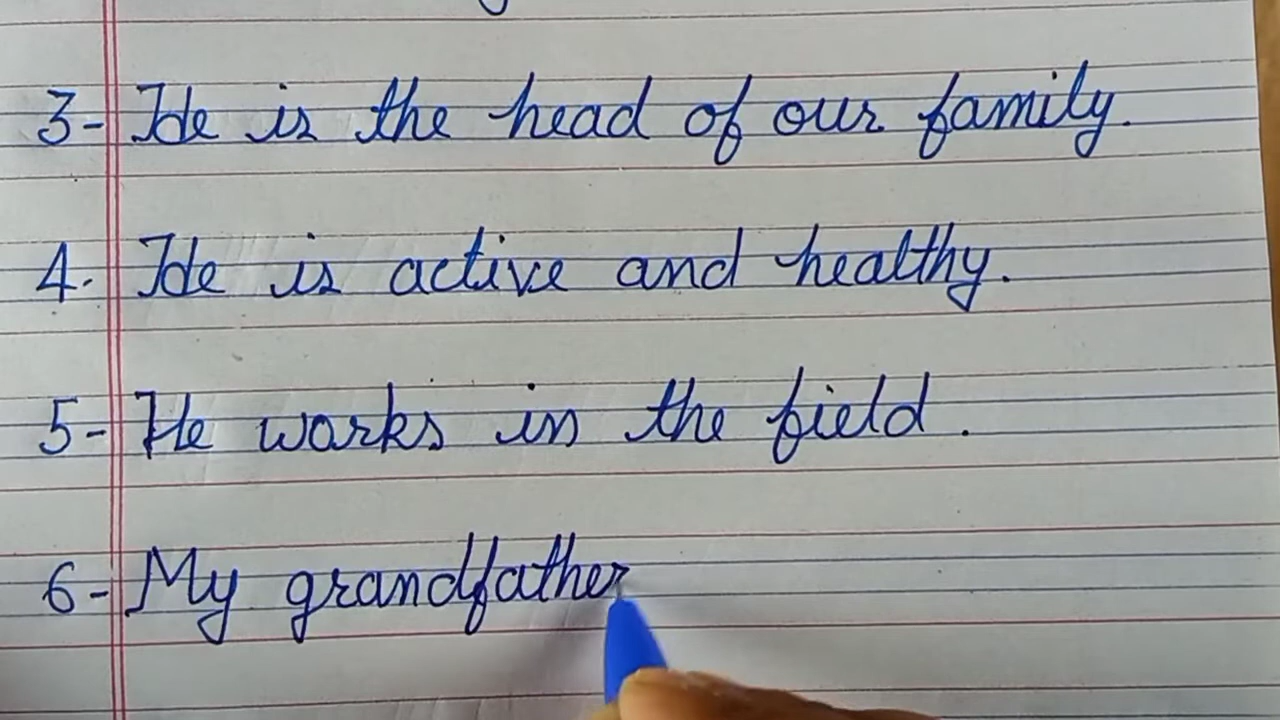 3- He is the head of our family.
4. He is active and healthy.
5- He works in the field.
6- My grandfather